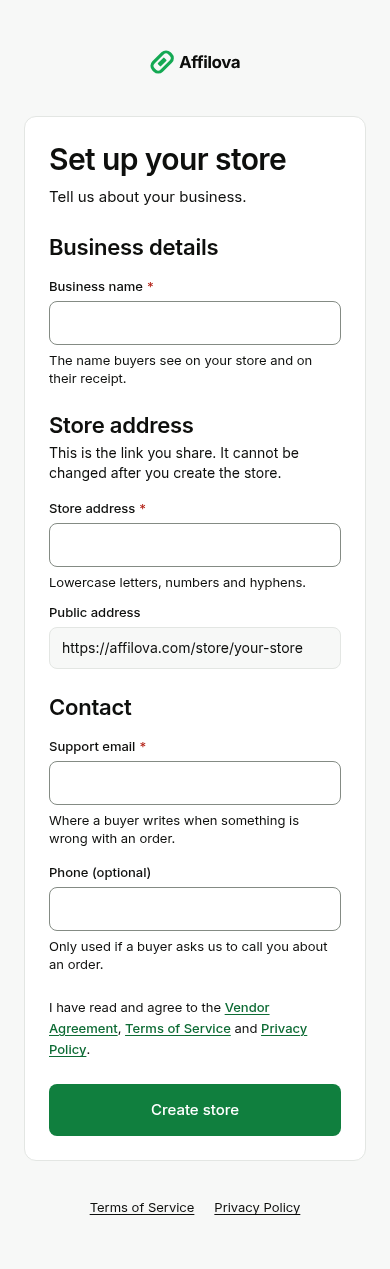 Affilova
Set up your store
Tell us about your business.
Business details
Business name *
The name buyers see on your store and on
their receipt.
Store address
This is the link you share. It cannot be
changed after you create the store.
Store address *
Lowercase letters, numbers and hyphens.
Public address
https://affilova.com/store/your-store
Contact
Support email *
Where a buyer writes when something is
wrong with an order.
Phone (optional)
Only used if a buyer asks us to call you about
an order.
I have read and agree to the Vendor
Agreement, Terms of Service and Privacy
Policy.
Create store
Terms of Service Privacy Policy